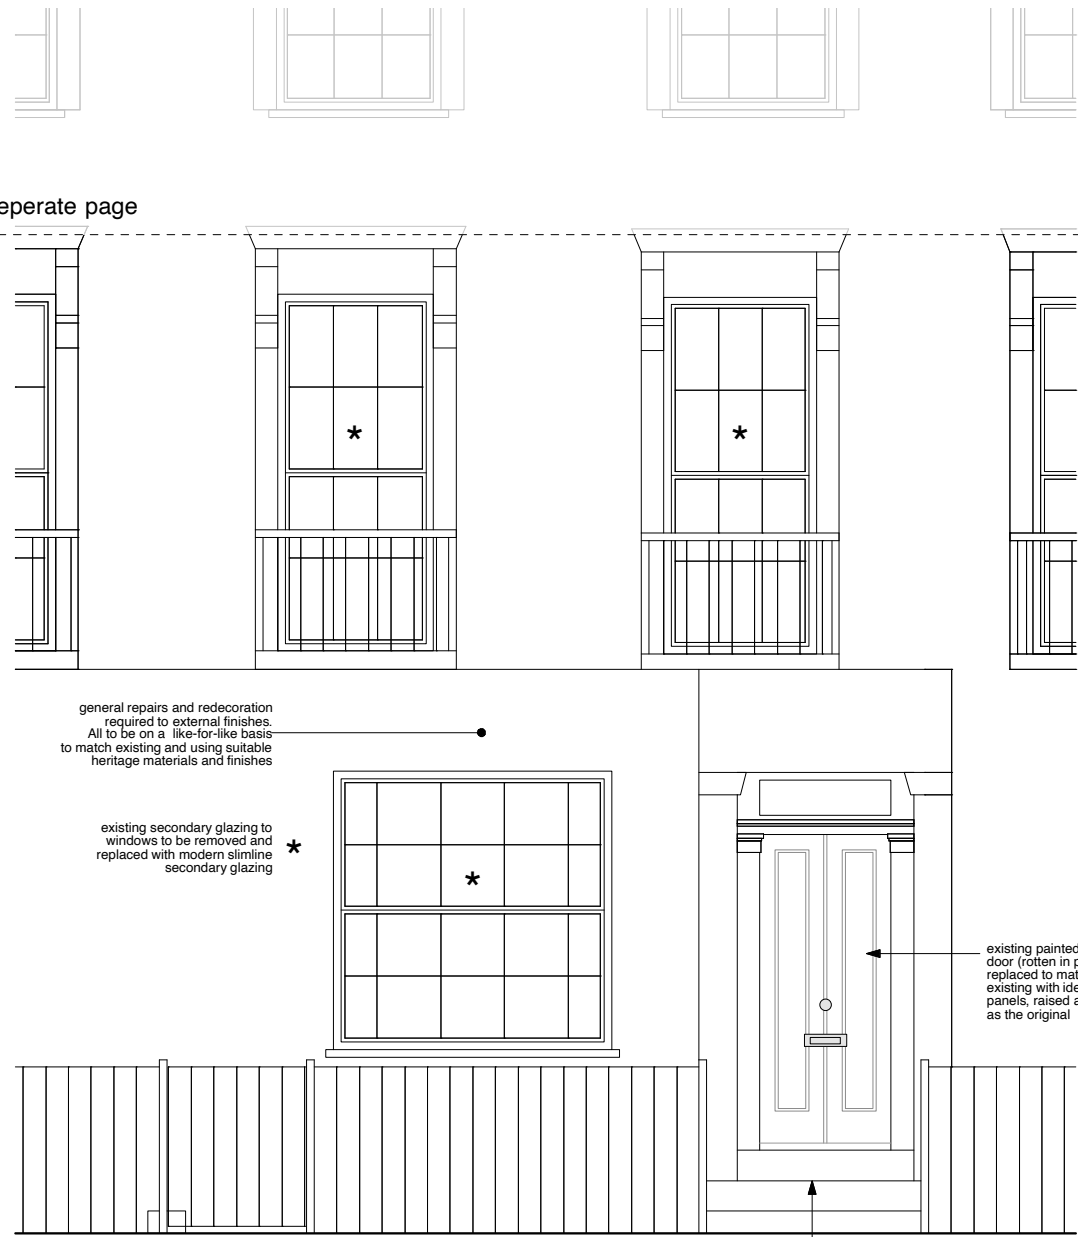 eperate page
general repairs and redecoration
required to external finishes.
All to be on a like-for-like basis
to match existing and using suitable
heritage materials and finishes
existing secondary glazing to
windows to be removed and
replaced with modern slimline
secondary glazing
*
*
*
*
existing painted
door (rotten in p
replaced to mat
existing with ide
panels, raised a
as the original